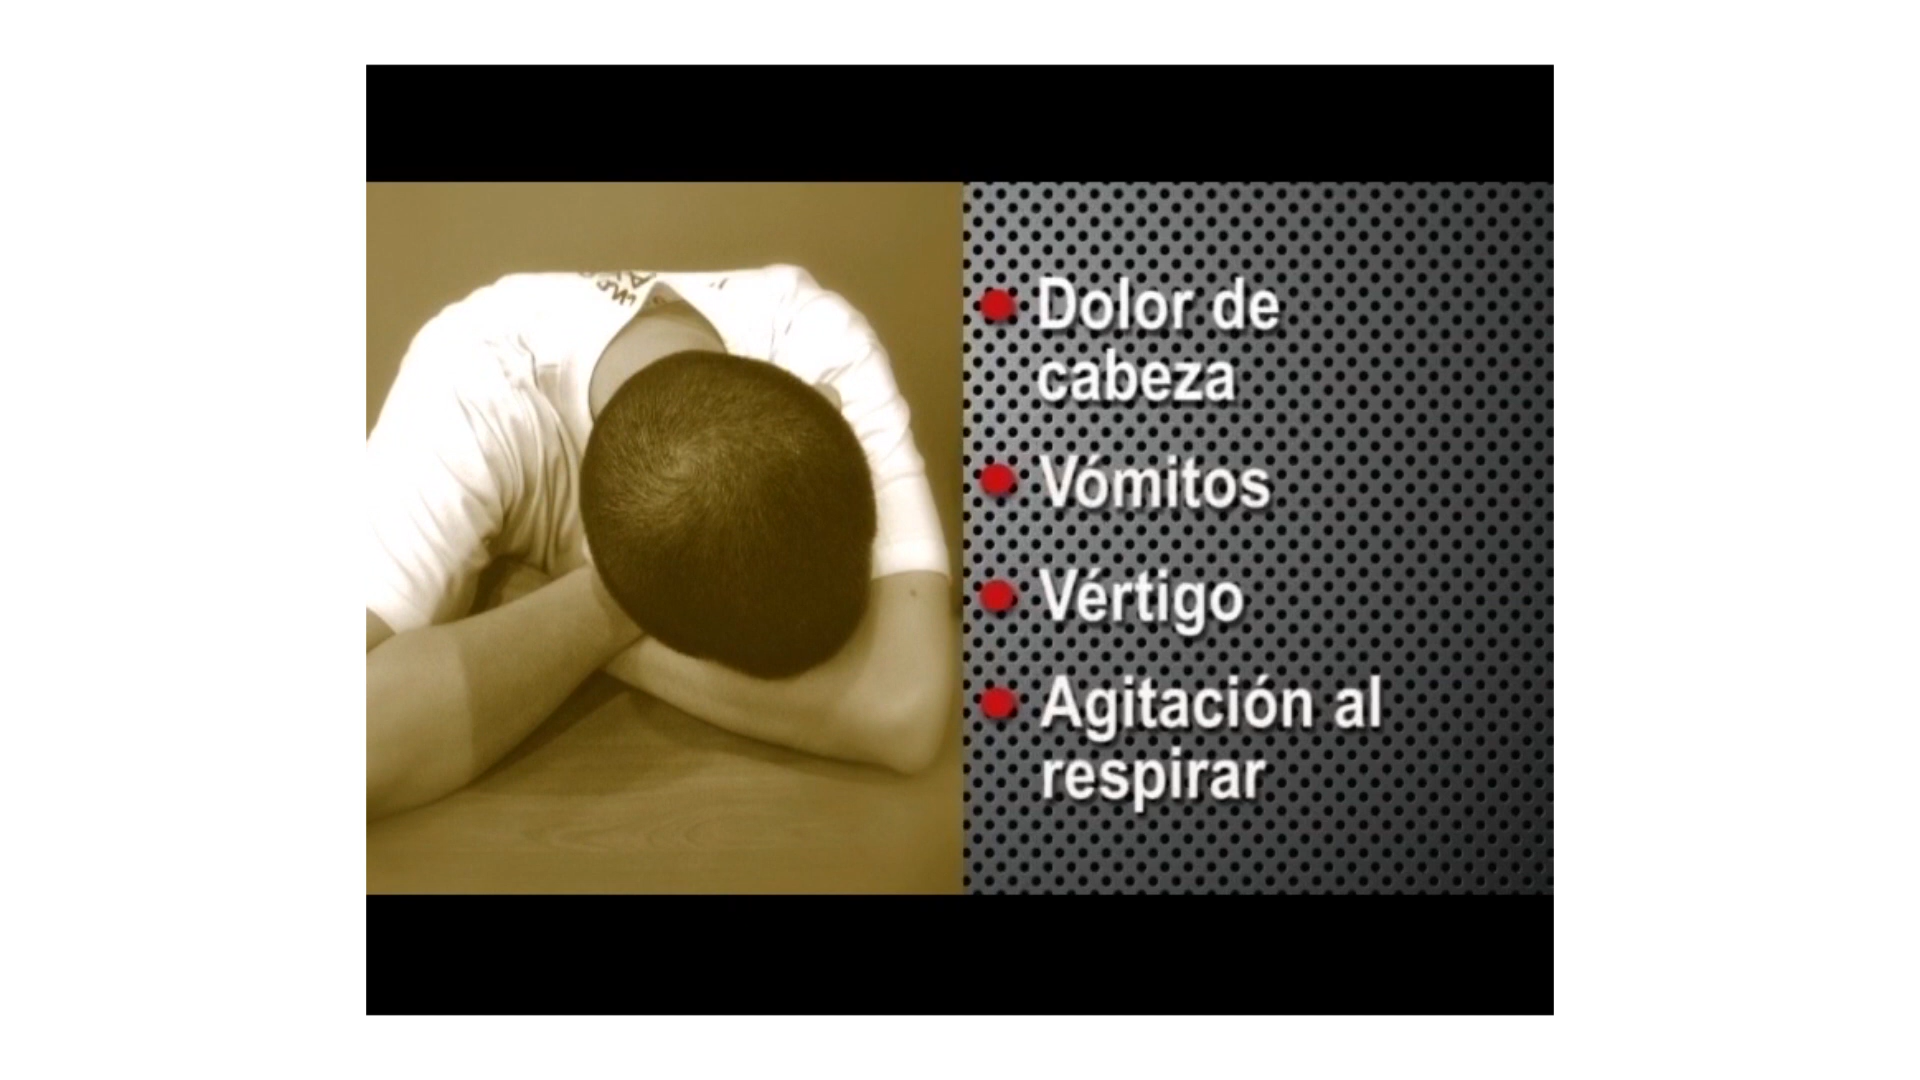 Dolor de
cabeza
Vómitos
Vértigo
Agitación al
respirar